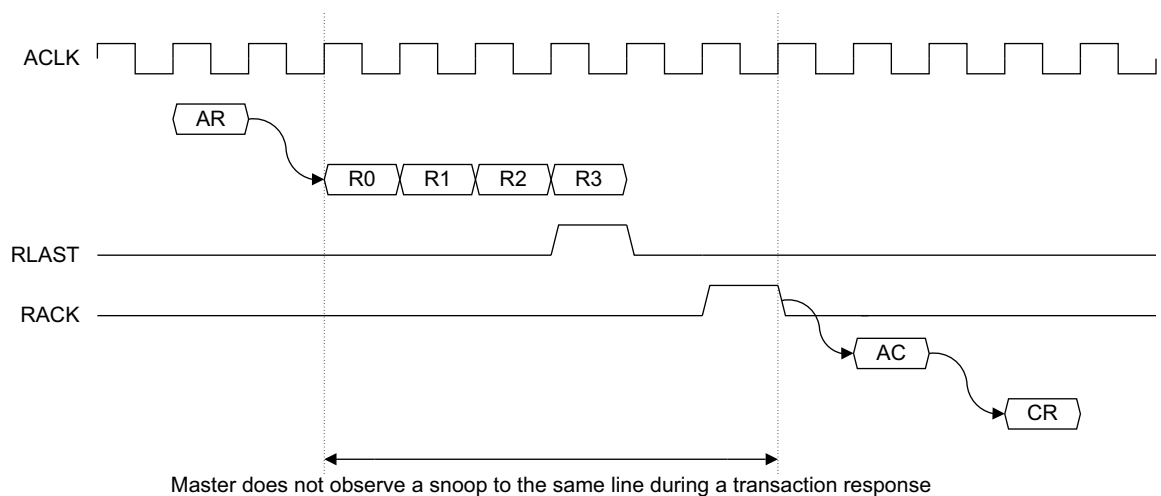 ACLK
AR
R0 R1 R2 R3
RLAST
RACK
AC
CR
Master does not observe a snoop to the same line during a transaction response